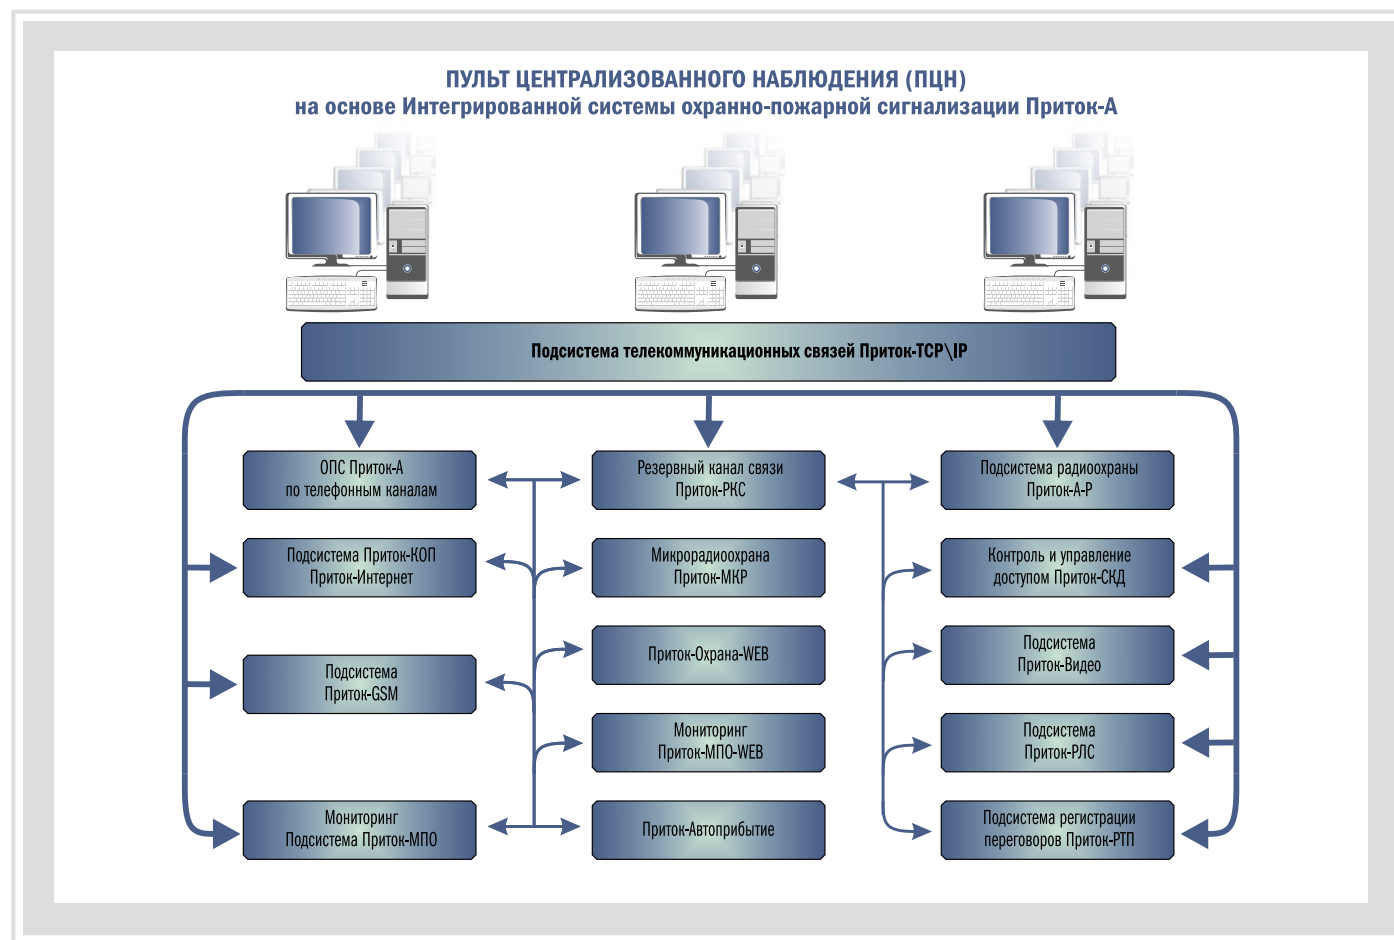 ПУЛЬТ ЦЕНТРАЛИЗОВАННОГО НАБЛЮДЕНИЯ (ПЦН)
на основе Интегрированной системы охранно-пожарной сигнализации Приток-А
Подсистема телекоммуникационных связей Приток-TCP\IP
ОПС Приток-А
по телефонным каналам
Подсистема Приток-КОП
Приток-Интернет
Подсистема
Приток-GSM
Мониторинг
Подсистема Приток-МПО
Резервный канал связи
Приток-РКС
Микрорадиоохрана
Приток-МКР
Приток-Охрана-WEB
Мониторинг
Приток-МПО-WEB
Приток-Автоприбытие
Подсистема радиоохраны
Приток-А-Р
Контроль и управление
доступом Приток-СКД
Подсистема
Приток-Видео
Подсистема
Приток-РЛС
Подсистема регистрации
переговоров Приток-РТП